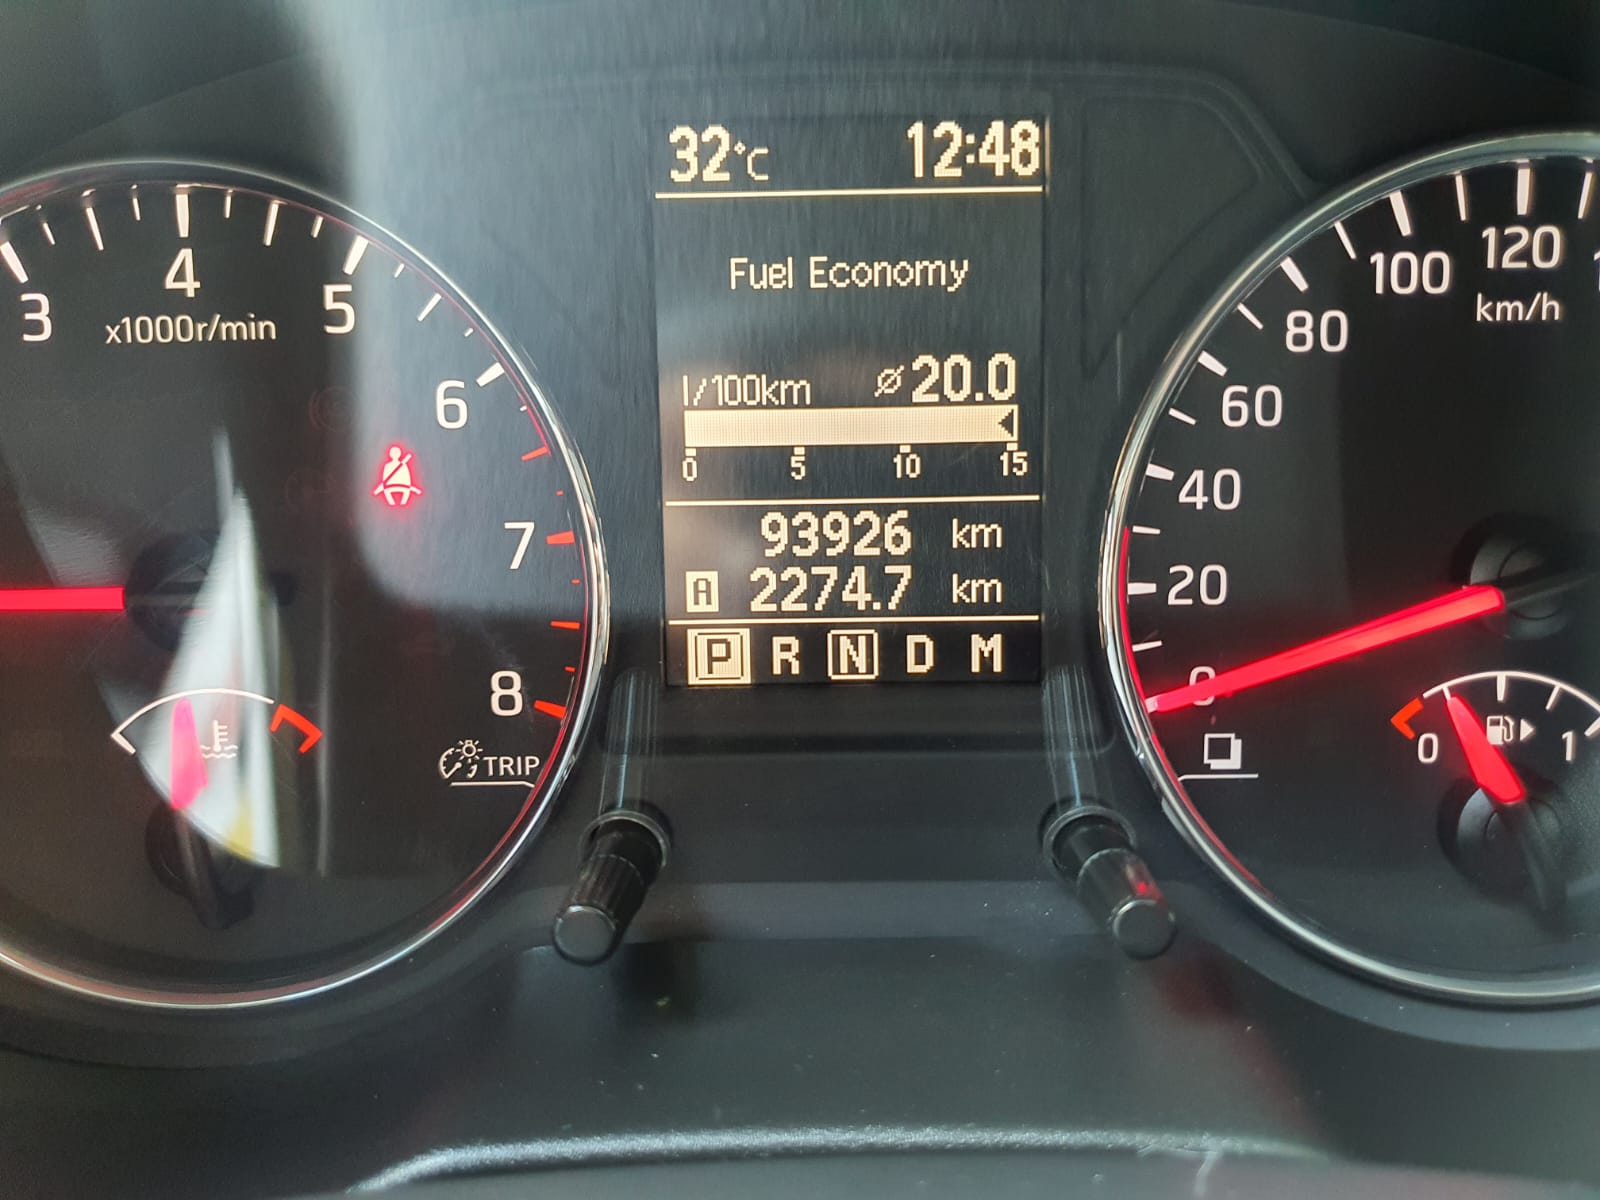 32°C 12:48
Fuel Economy
l/100km ⌀20.0
0 5 10 15
93926 km
A 2274.7 km
P R N D M
3 4 5 6 7 8
x1000r/min
TRIP
0 20 40 60 80 100 120
km/h
0 1